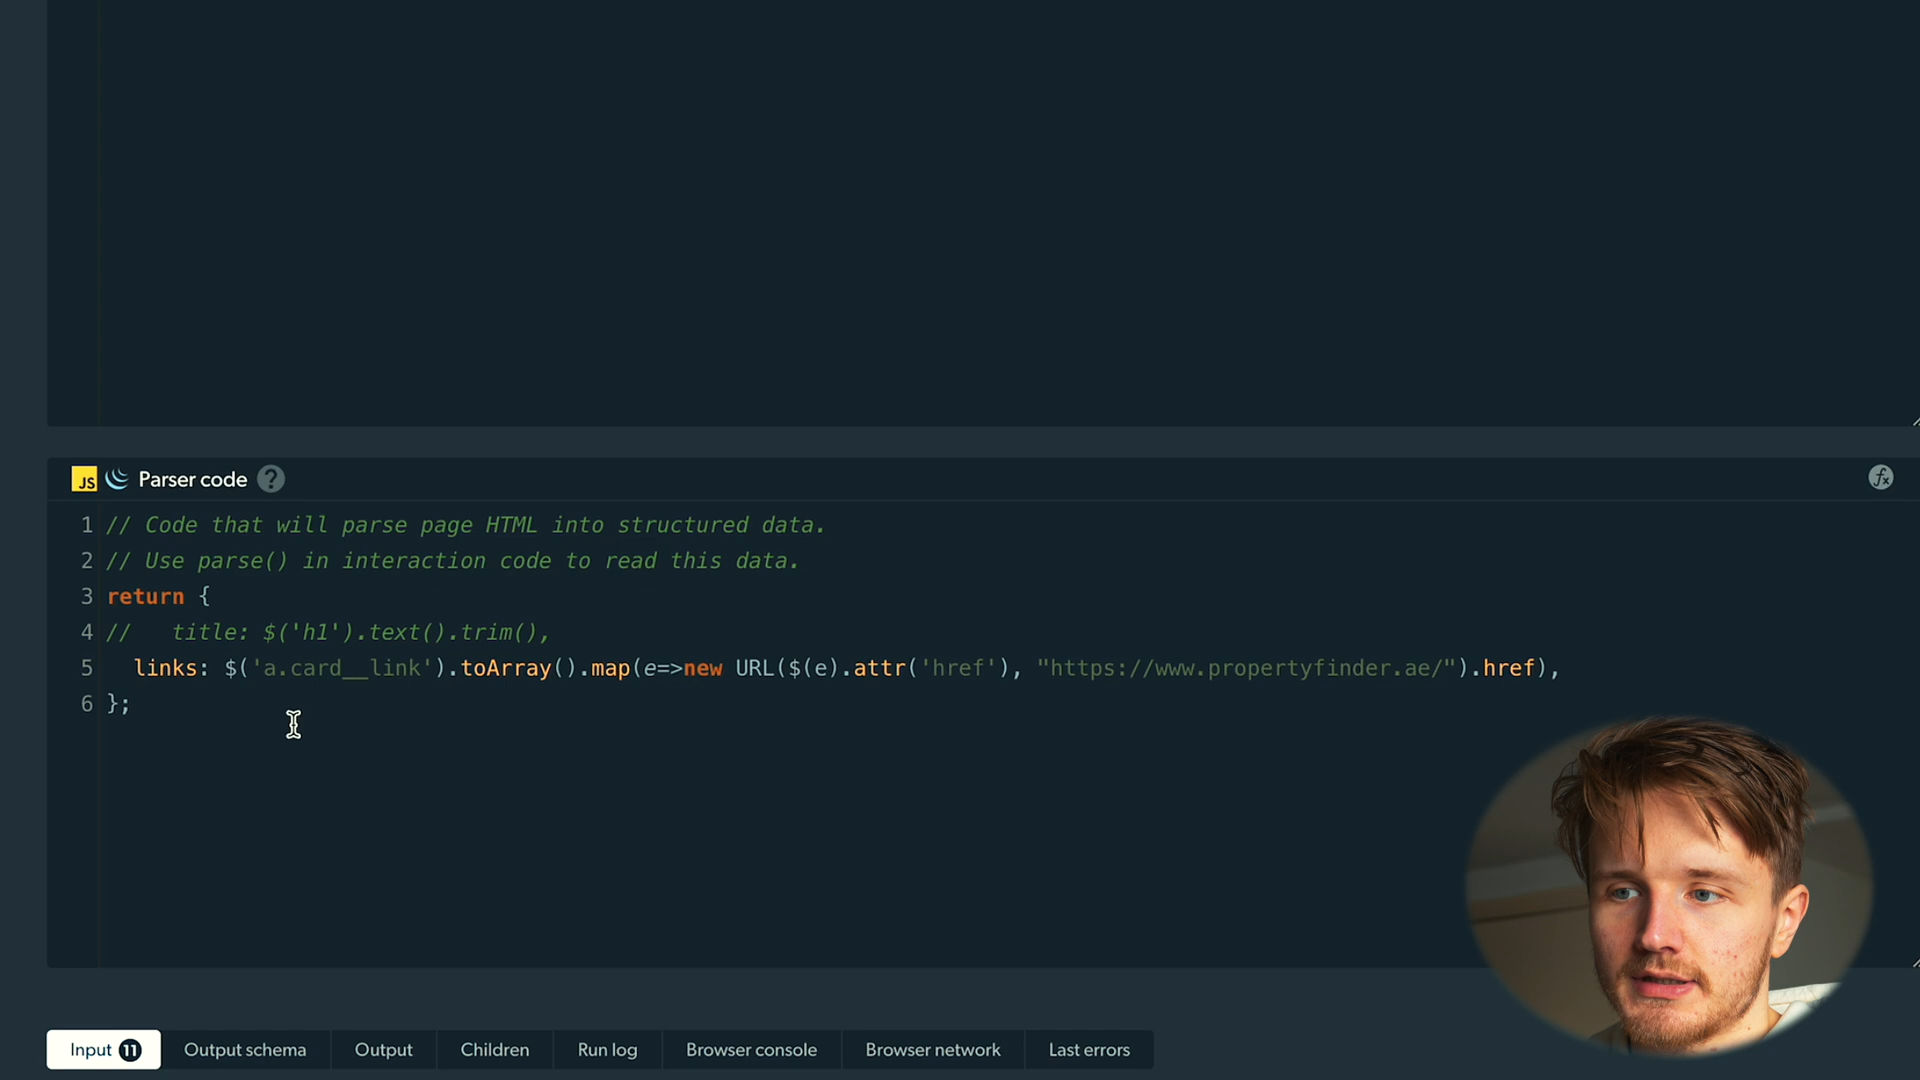 JS Parser code ?
fx
1 // Code that will parse page HTML into structured data.
2 // Use parse() in interaction code to read this data.
3 return {
4 //   title: $('h1').text().trim(),
5   links: $('a.card__link').toArray().map(e=>new URL($(e).attr('href'), "https://www.propertyfinder.ae/").href),
6 };
Input 11 Output schema Output Children Run log Browser console Browser network Last errors